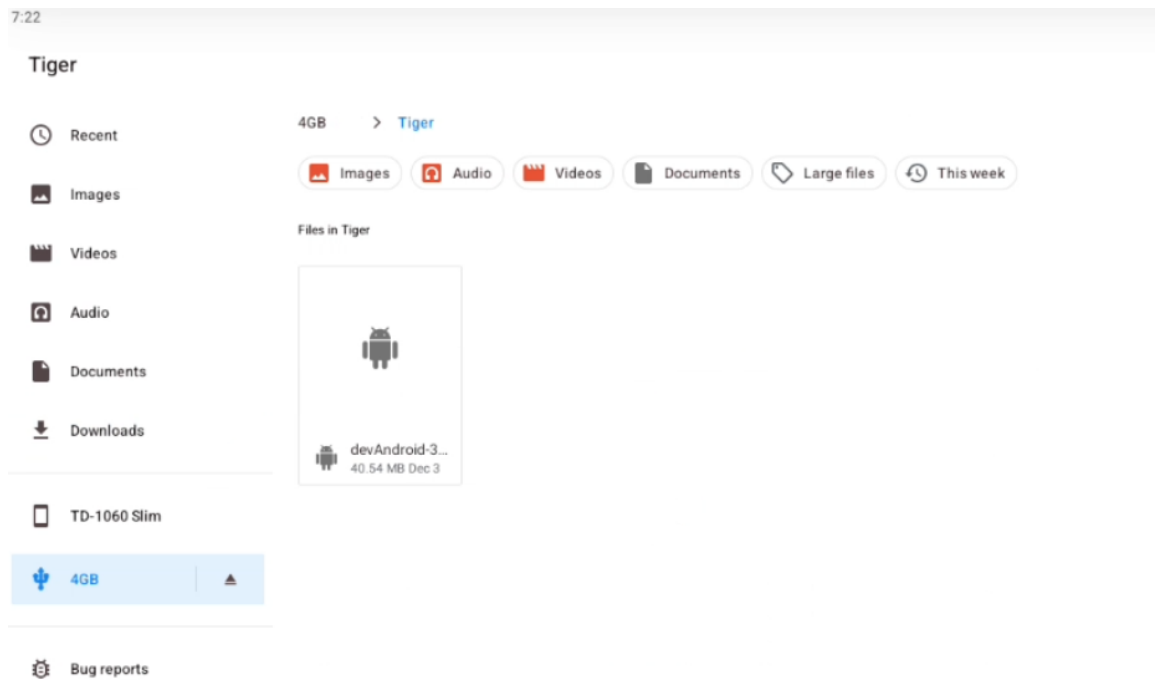 7:22
Tiger
Recent
Images
Videos
Audio
Documents
Downloads
TD-1060 Slim
4GB
Bug reports
4GB > Tiger
Images Audio Videos Documents Large files This week
Files in Tiger
devAndroid-3...
40.54 MB Dec 3